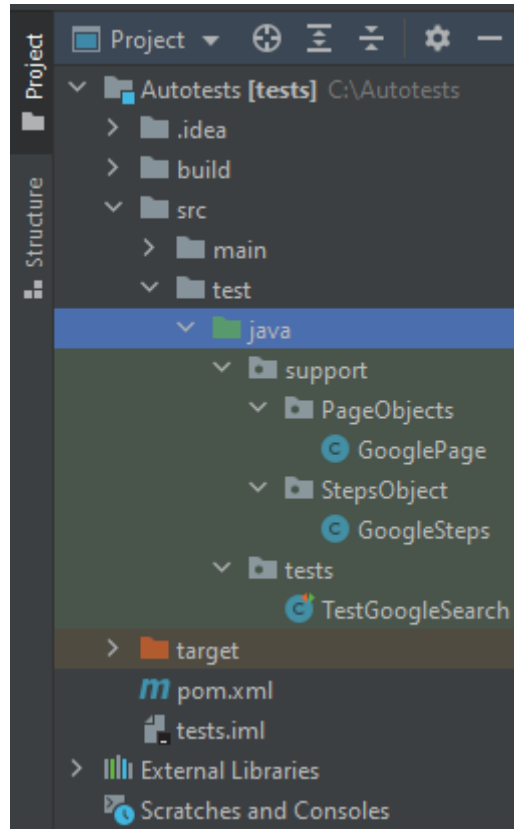 Project
Structure
Project
Autotests [tests] C:\Autotests
.idea
build
src
main
test
java
support
PageObjects
GooglePage
StepsObject
GoogleSteps
tests
TestGoogleSearch
target
pom.xml
tests.iml
External Libraries
Scratches and Consoles